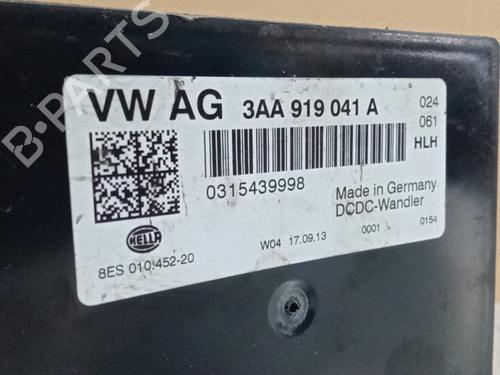 B-PARTS
VW AG 3AA 919 041 A
024
061
HLH
0315439998
Made in Germany
DCDC-Wandler
HELLA
8ES 010 452-20
W04 17.09.13
0001
0154